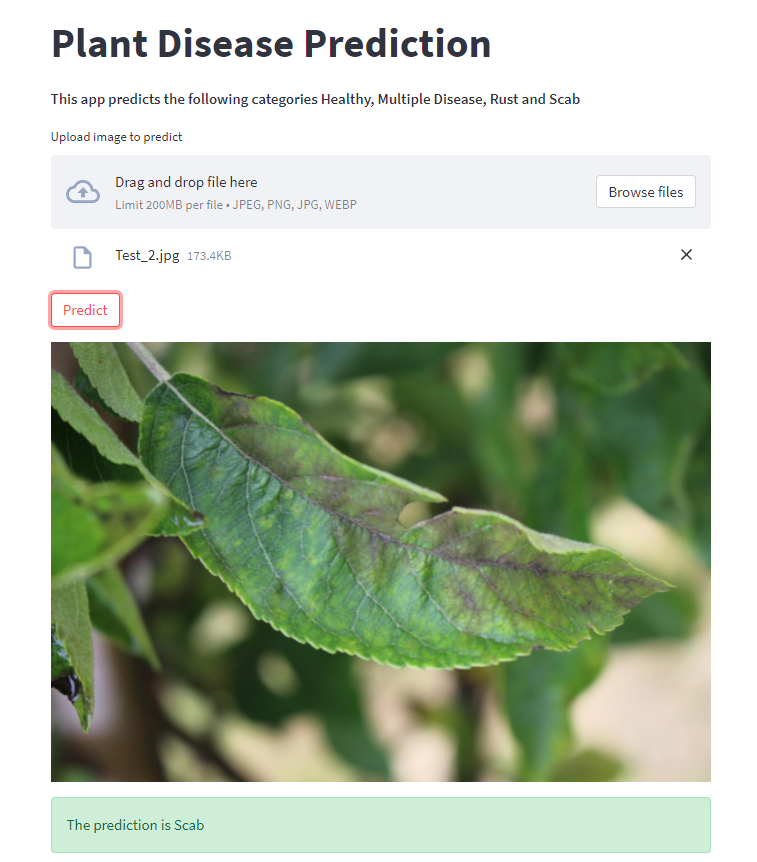 Plant Disease Prediction
This app predicts the following categories Healthy, Multiple Disease, Rust and Scab
Upload image to predict
Drag and drop file here
Limit 200MB per file • JPEG, PNG, JPG, WEBP
Browse files
Test_2.jpg 173.4KB
Predict
The prediction is Scab